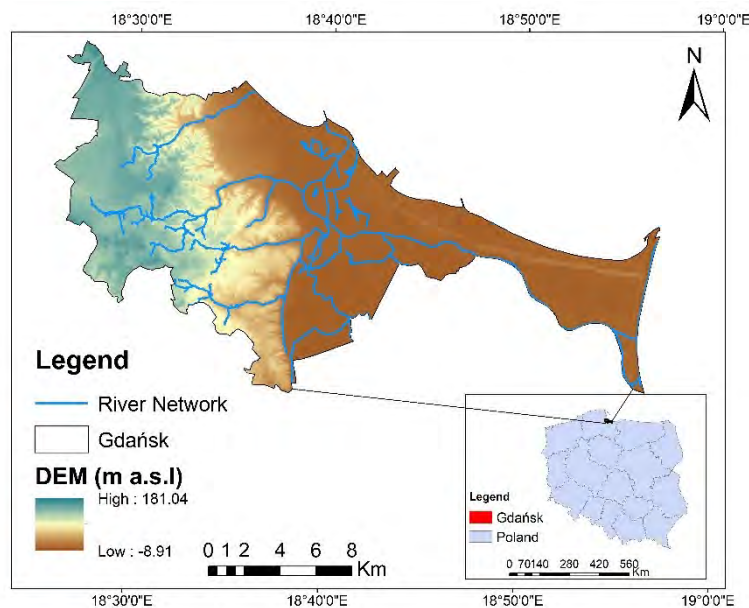 18°30'0"E 18°40'0"E 18°50'0"E 19°0'0"E
N
Legend
River Network
Gdańsk
DEM (m a.s.l)
High : 181.04
Low : -8.91
0 1 2 4 6 8
Km
Legend
Gdańsk
Poland
0 70140 280 420 560
Km
18°30'0"E 18°40'0"E 18°50'0"E 19°0'0"E